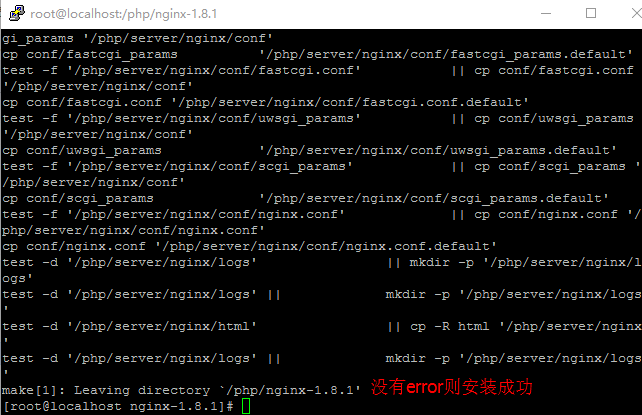 root@localhost:/php/nginx-1.8.1
gi_params '/php/server/nginx/conf'
cp conf/fastcgi_params '/php/server/nginx/conf/fastcgi_params.default'
test -f '/php/server/nginx/conf/fastcgi.conf' || cp conf/fastcgi.conf
'/php/server/nginx/conf'
cp conf/fastcgi.conf '/php/server/nginx/conf/fastcgi.conf.default'
test -f '/php/server/nginx/conf/uwsgi_params' || cp conf/uwsgi_params
'/php/server/nginx/conf'
cp conf/uwsgi_params '/php/server/nginx/conf/uwsgi_params.default'
test -f '/php/server/nginx/conf/scgi_params' || cp conf/scgi_params '
/php/server/nginx/conf'
cp conf/scgi_params '/php/server/nginx/conf/scgi_params.default'
test -f '/php/server/nginx/conf/nginx.conf' || cp conf/nginx.conf '/
php/server/nginx/conf/nginx.conf'
cp conf/nginx.conf '/php/server/nginx/conf/nginx.conf.default'
test -d '/php/server/nginx/logs' || mkdir -p '/php/server/nginx/l
ogs'
test -d '/php/server/nginx/logs' || mkdir -p '/php/server/nginx/logs
'
test -d '/php/server/nginx/html' || cp -R html '/php/server/nginx
'
test -d '/php/server/nginx/logs' || mkdir -p '/php/server/nginx/logs
'
make[1]: Leaving directory `/php/nginx-1.8.1' 没有error则安装成功
[root@localhost nginx-1.8.1]#